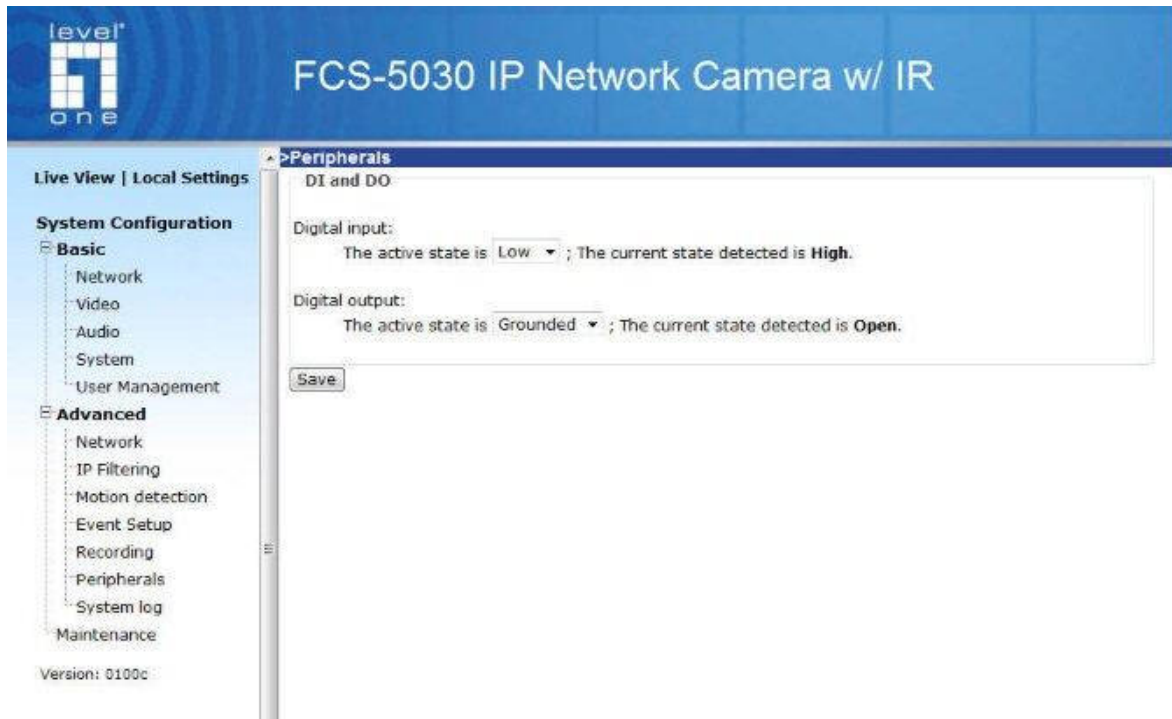 level
one
FCS-5030 IP Network Camera w/ IR
Live View | Local Settings
System Configuration
Basic
Network
Video
Audio
System
User Management
Advanced
Network
IP Filtering
Motion detection
Event Setup
Recording
Peripherals
System log
Maintenance
Version: 0100c
>Peripherals
DI and DO
Digital input:
The active state is Low ; The current state detected is High.
Digital output:
The active state is Grounded ; The current state detected is Open.
Save